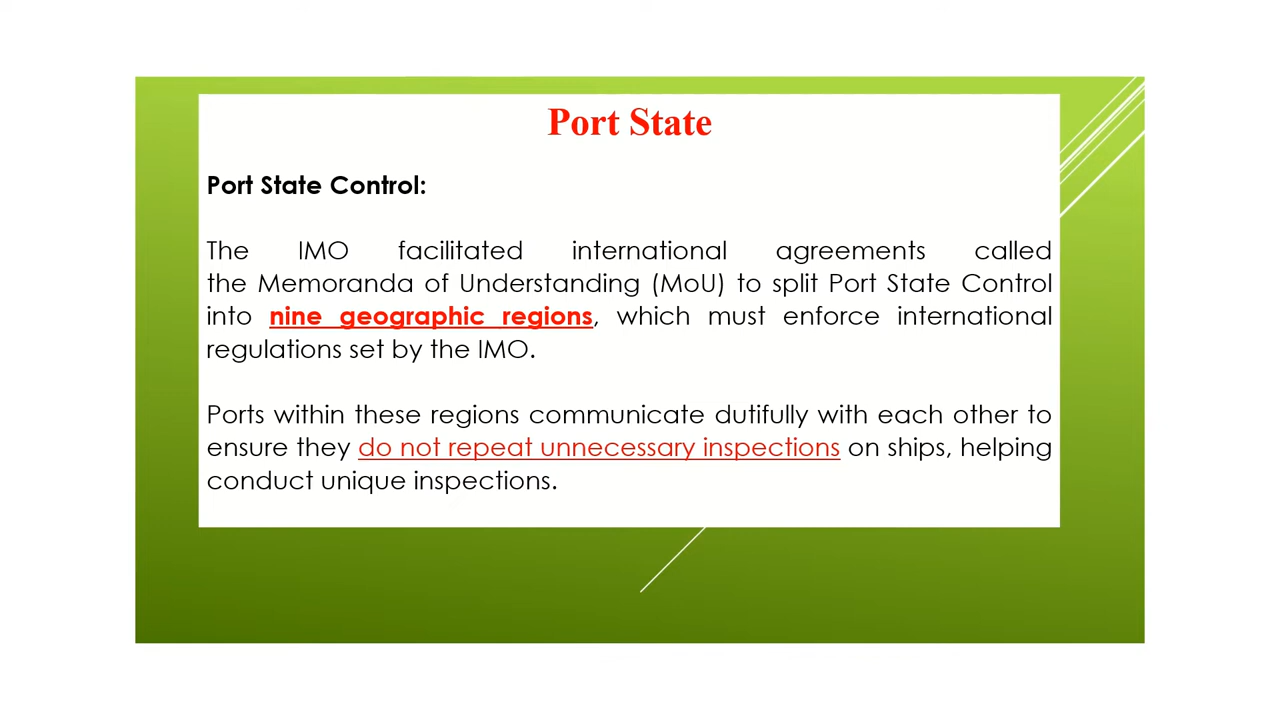 Port State
Port State Control:
The IMO facilitated international agreements called
the Memoranda of Understanding (MoU) to split Port State Control
into nine geographic regions, which must enforce international
regulations set by the IMO.
Ports within these regions communicate dutifully with each other to
ensure they do not repeat unnecessary inspections on ships, helping
conduct unique inspections.